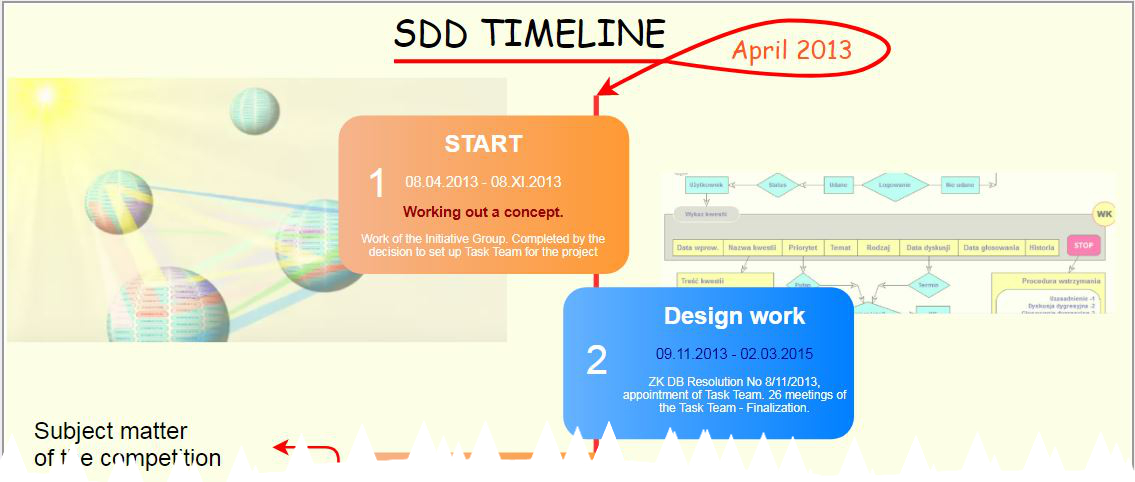 SDD TIMELINE
April 2013
START
1
08.04.2013 - 08.XI.2013
Working out a concept.
Work of the Initiative Group. Completed by the
decision to set up Task Team for the project
Użytkownik
Status
Udane
Logowanie
Nie udane
Wykaz kwestii
WK
Data wprow.
Nazwa kwestii
Priorytet
Temat
Rodzaj
Data dyskusji
Data głosowania
Historia
STOP
Treść kwestii
Termin
Procedura wstrzymania
Uzasadnienie -1
Dyskusja dygresyjna -2
Design work
2
09.11.2013 - 02.03.2015
ZK DB Resolution No 8/11/2013,
appointment of Task Team. 26 meetings of
the Task Team - Finalization.
Subject matter
of the competition